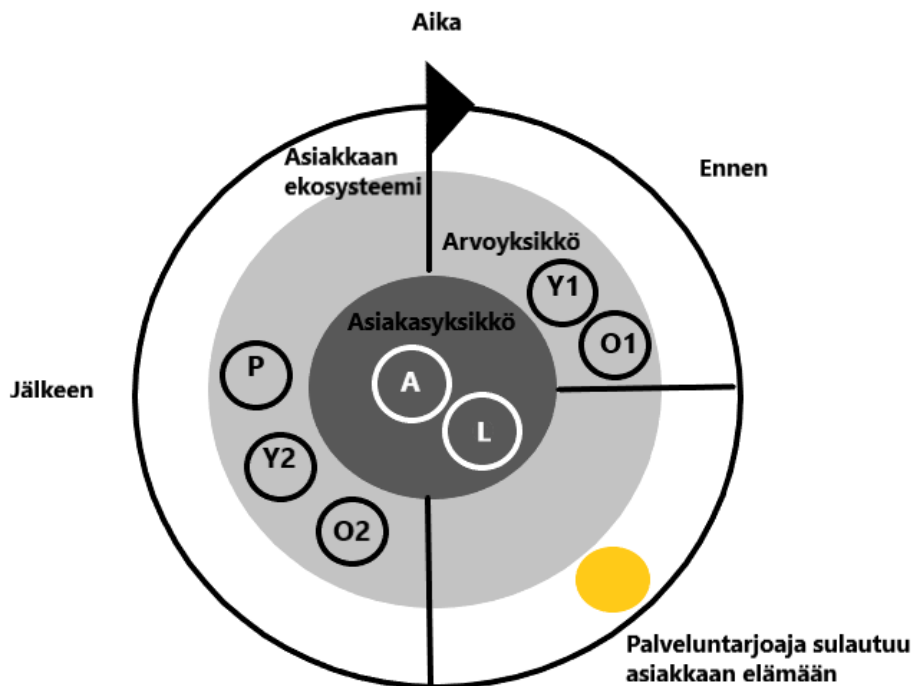 Aika
Asiakkaan
ekosysteemi
Ennen
Arvoyksikkö
Y1
O1
Asiakasyksikkö
A
L
Jälkeen
P
Y2
O2
Palveluntarjoaja sulautuu
asiakkaan elämään